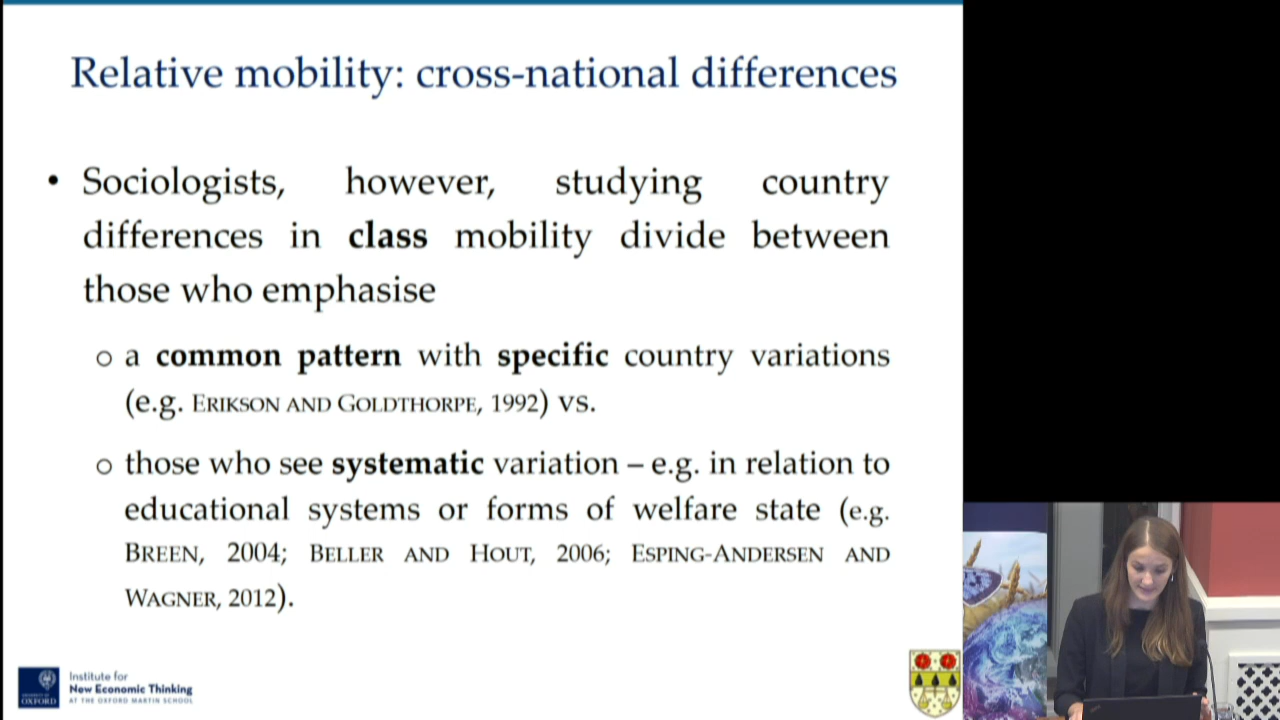 Relative mobility: cross-national differences
• Sociologists, however, studying country
differences in class mobility divide between
those who emphasise
o a common pattern with specific country variations
(e.g. ERIKSON AND GOLDTHORPE, 1992) vs.
o those who see systematic variation – e.g. in relation to
educational systems or forms of welfare state (e.g.
BREEN, 2004; BELLER AND HOUT, 2006; ESPING-ANDERSEN AND
WAGNER, 2012).
Institute for
New Economic Thinking
AT THE OXFORD MARTIN SCHOOL
UNIVERSITY OF
OXFORD